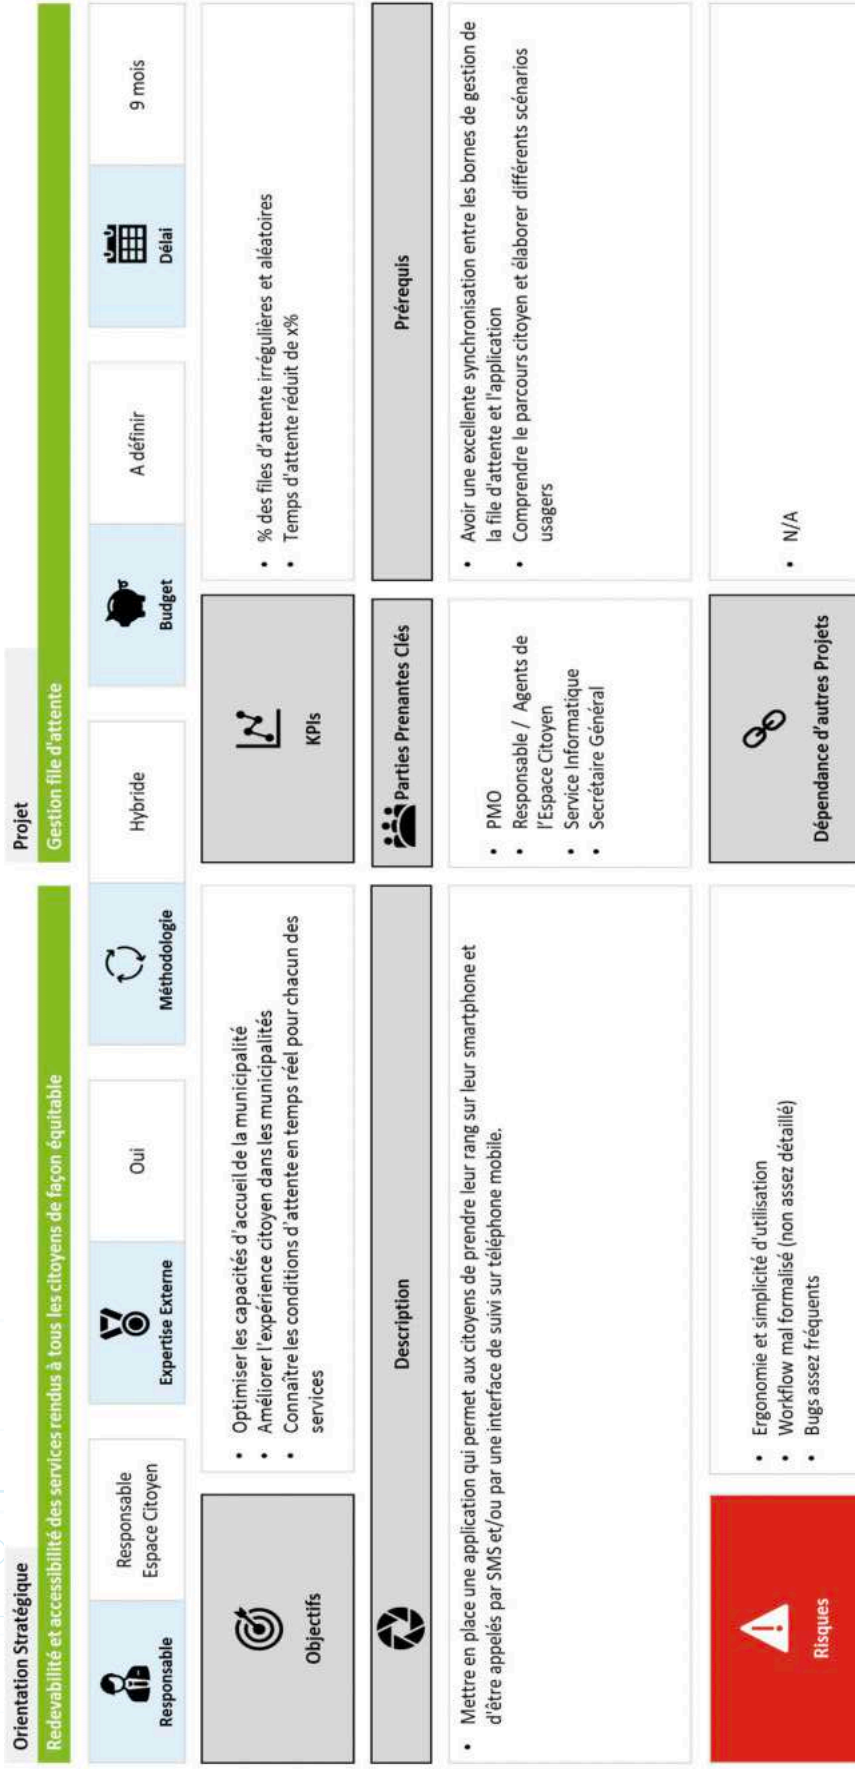 Orientation Stratégique
Projet
Redevabilité et accessibilité des services rendus à tous les citoyens de façon équitable
Gestion file d'attente
Responsable
Responsable
Espace Citoyen
Expertise Externe
Oui
Méthodologie
Hybride
Budget
A définir
Délai
9 mois
Objectifs
• Optimiser les capacités d'accueil de la municipalité
• Améliorer l'expérience citoyen dans les municipalités
• Connaître les conditions d'attente en temps réel pour chacun des
services
KPIs
• % des files d'attente irrégulières et aléatoires
• Temps d'attente réduit de x%
Description
• Mettre en place une application qui permet aux citoyens de prendre leur rang sur leur smartphone et
d'être appelés par SMS et/ou par une interface de suivi sur téléphone mobile.
Parties Prenantes Clés
• PMO
• Responsable / Agents de
l'Espace Citoyen
• Service Informatique
• Secrétaire Général
Prérequis
• Avoir une excellente synchronisation entre les bornes de gestion de
la file d'attente et l'application
• Comprendre le parcours citoyen et élaborer différents scénarios
usagers
Risques
• Ergonomie et simplicité d'utilisation
• Workflow mal formalisé (non assez détaillé)
• Bugs assez fréquents
Dépendance d'autres Projets
• N/A